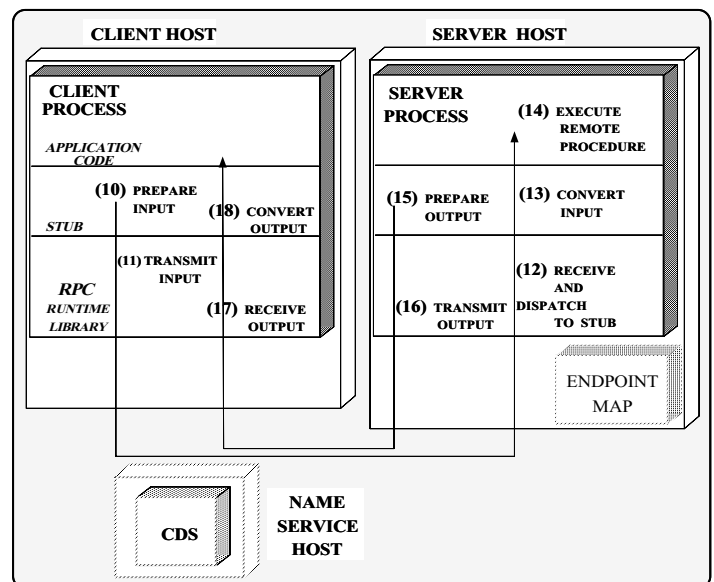 CLIENT HOST
SERVER HOST
CLIENT
PROCESS
APPLICATION
CODE
(10) PREPARE
INPUT
(18) CONVERT
OUTPUT
STUB
(11) TRANSMIT
INPUT
RPC
RUNTIME
LIBRARY
(17) RECEIVE
OUTPUT
SERVER
PROCESS
(14) EXECUTE
REMOTE
PROCEDURE
(15) PREPARE
OUTPUT
(13) CONVERT
INPUT
(12) RECEIVE
AND
DISPATCH
TO STUB
(16) TRANSMIT
OUTPUT
ENDPOINT
MAP
CDS
NAME
SERVICE
HOST